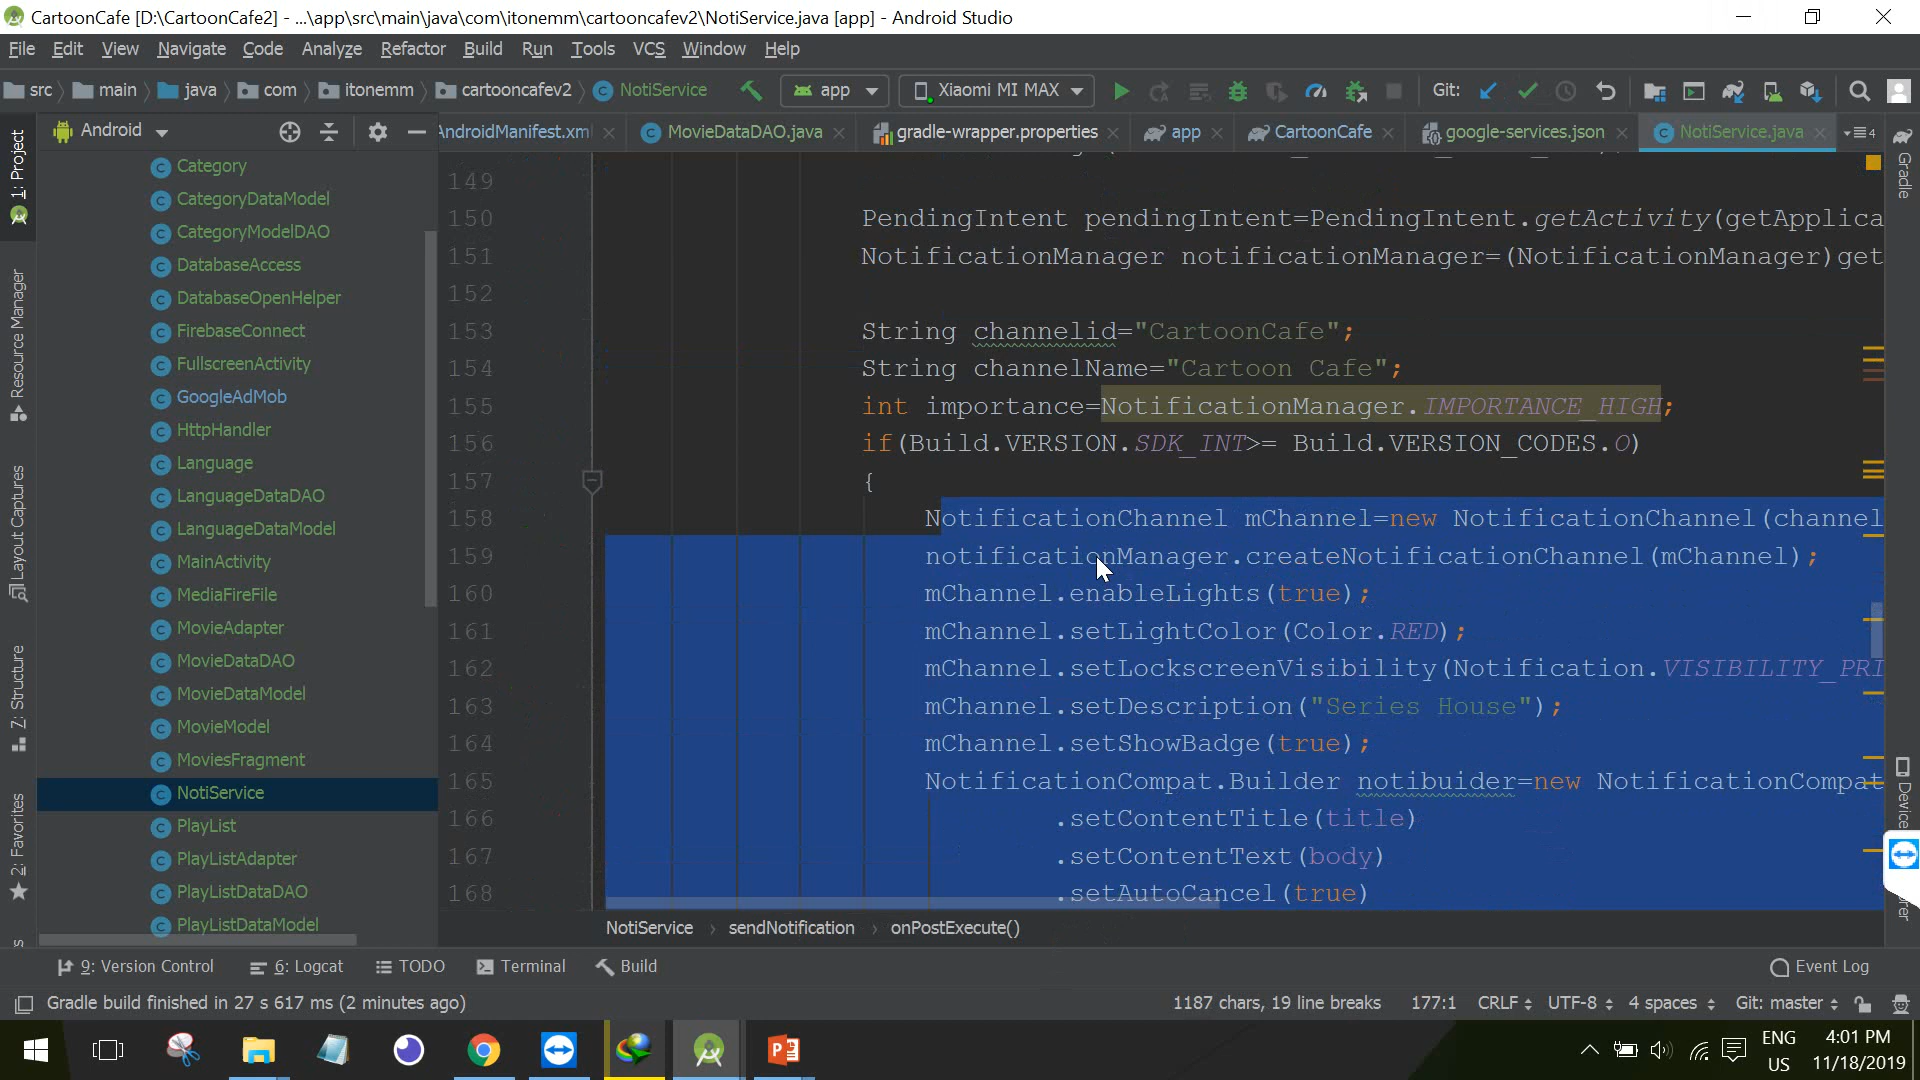 CartoonCafe [D:\CartoonCafe2] - ...\app\src\main\java\com\itonemm\cartooncafev2\NotiService.java [app] - Android Studio
File Edit View Navigate Code Analyze Refactor Build Run Tools VCS Window Help
src main java com itonemm cartooncafev2 NotiService app Xiaomi MI MAX Git:
Android
AndroidManifest.xml MovieDataDAO.java gradle-wrapper.properties app CartoonCafe google-services.json NotiService.java 4
1: Project
Resource Manager
Layout Captures
Z: Structure
2: Favorites
Category
CategoryDataModel
CategoryModelDAO
DatabaseAccess
DatabaseOpenHelper
FirebaseConnect
FullscreenActivity
GoogleAdMob
HttpHandler
Language
LanguageDataDAO
LanguageDataModel
MainActivity
MediaFireFile
MovieAdapter
MovieDataDAO
MovieDataModel
MovieModel
MoviesFragment
NotiService
PlayList
PlayListAdapter
PlayListDataDAO
PlayListDataModel
149
150 PendingIntent pendingIntent=PendingIntent.getActivity(getApplica
151 NotificationManager notificationManager=(NotificationManager)get
152
153 String channelid="CartoonCafe";
154 String channelName="Cartoon Cafe";
155 int importance=NotificationManager.IMPORTANCE_HIGH;
156 if(Build.VERSION.SDK_INT>= Build.VERSION_CODES.O)
157 {
158 NotificationChannel mChannel=new NotificationChannel(channel
159 notificationManager.createNotificationChannel(mChannel);
160 mChannel.enableLights(true);
161 mChannel.setLightColor(Color.RED);
162 mChannel.setLockscreenVisibility(Notification.VISIBILITY_PRI
163 mChannel.setDescription("Series House");
164 mChannel.setShowBadge(true);
165 NotificationCompat.Builder notibuider=new NotificationCompat
166 .setContentTitle(title)
167 .setContentText(body)
168 .setAutoCancel(true)
Gradle
Device
NotiService sendNotification onPostExecute()
9: Version Control 6: Logcat TODO Terminal Build Event Log
Gradle build finished in 27 s 617 ms (2 minutes ago) 1187 chars, 19 line breaks 177:1 CRLF UTF-8 4 spaces Git: master
ENG
US
4:01 PM
11/18/2019